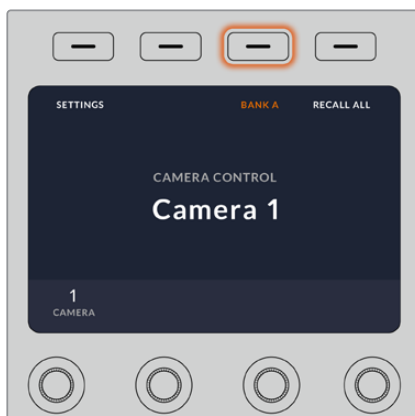 SETTINGS BANK A RECALL ALL
CAMERA CONTROL
Camera 1
1
CAMERA